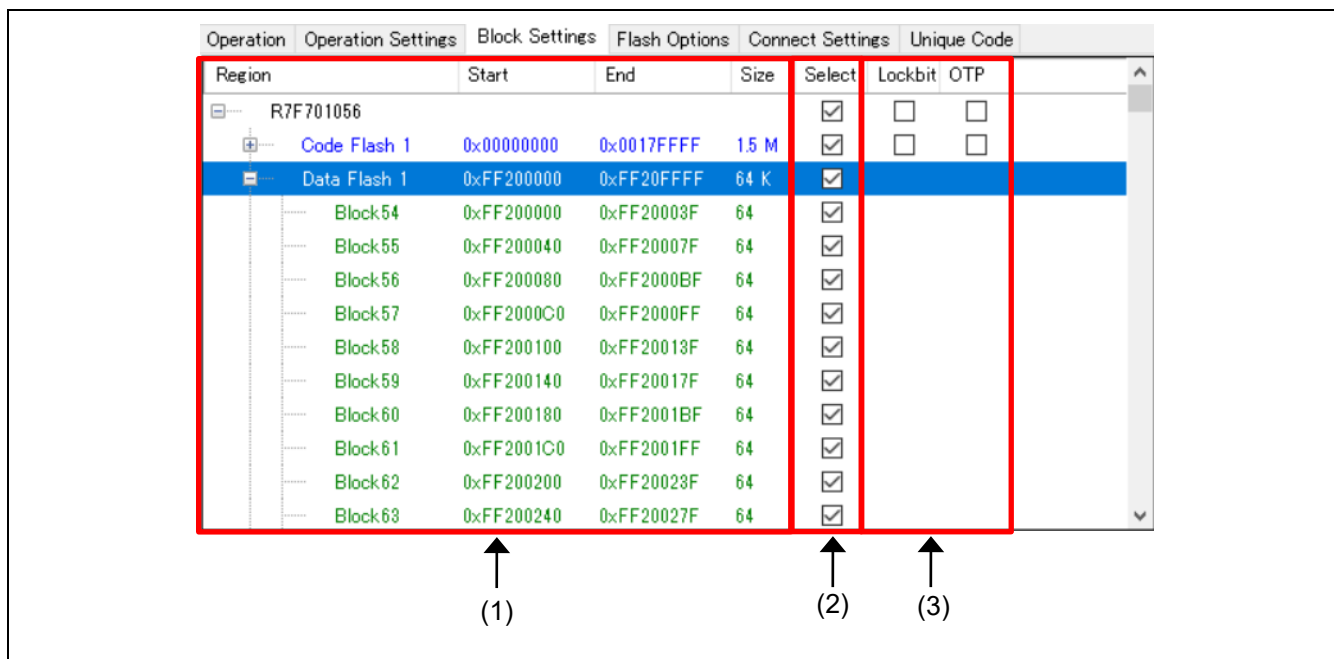 Operation Operation Settings Block Settings Flash Options Connect Settings Unique Code
Region Start End Size Select Lockbit OTP
R7F701056
Code Flash 1 0x00000000 0x0017FFFF 1.5 M
Data Flash 1 0xFF200000 0xFF20FFFF 64 K
Block54 0xFF200000 0xFF20003F 64
Block55 0xFF200040 0xFF20007F 64
Block56 0xFF200080 0xFF2000BF 64
Block57 0xFF2000C0 0xFF2000FF 64
Block58 0xFF200100 0xFF20013F 64
Block59 0xFF200140 0xFF20017F 64
Block60 0xFF200180 0xFF2001BF 64
Block61 0xFF2001C0 0xFF2001FF 64
Block62 0xFF200200 0xFF20023F 64
Block63 0xFF200240 0xFF20027F 64
(1) (2) (3)